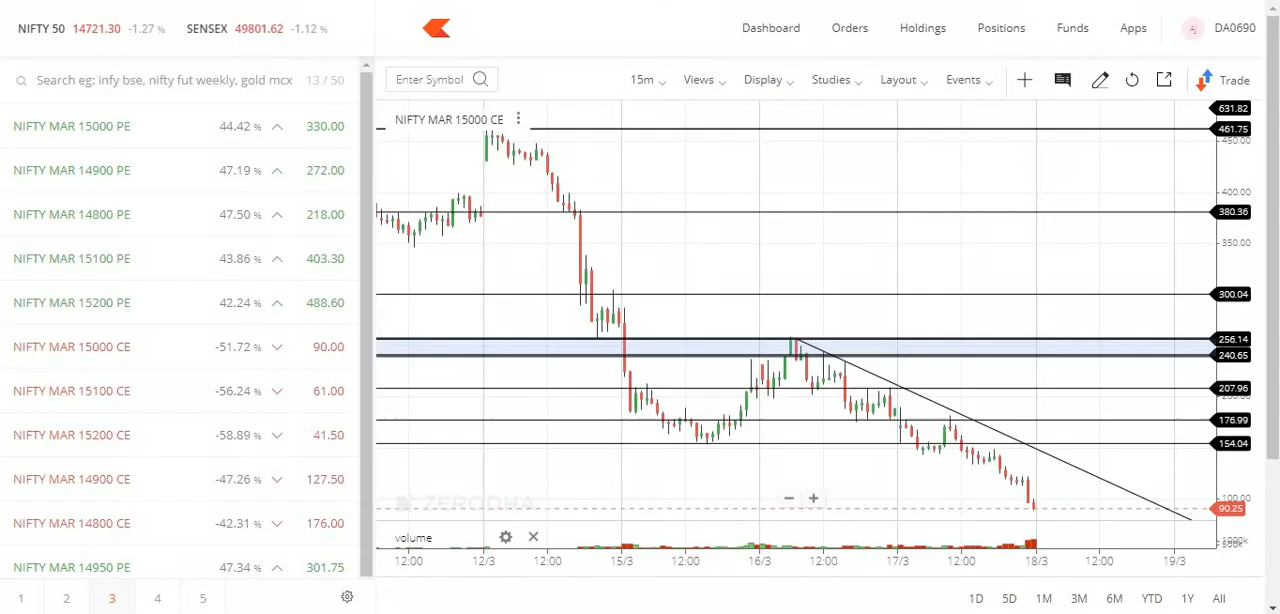 NIFTY 50 14721.30 -1.27 % SENSEX 49801.62 -1.12 %
Dashboard Orders Holdings Positions Funds Apps AJ DA0690
Search eg: infy bse, nifty fut weekly, gold mcx 13 / 50
NIFTY MAR 15000 PE 44.42 % 330.00
NIFTY MAR 14900 PE 47.19 % 272.00
NIFTY MAR 14800 PE 47.50 % 218.00
NIFTY MAR 15100 PE 43.86 % 403.30
NIFTY MAR 15200 PE 42.24 % 488.60
NIFTY MAR 15000 CE -51.72 % 90.00
NIFTY MAR 15100 CE -56.24 % 61.00
NIFTY MAR 15200 CE -58.89 % 41.50
NIFTY MAR 14900 CE -47.26 % 127.50
NIFTY MAR 14800 CE -42.31 % 176.00
NIFTY MAR 14950 PE 47.34 % 301.75
1 2 3 4 5
Enter Symbol 15m Views Display Studies Layout Events Trade
NIFTY MAR 15000 CE
631.82
461.75
450.00
400.00
380.36
350.00
300.04
256.14
240.65
207.96
176.99
154.04
100.00
90.25
ZERODHA
volume
12:00 12/3 12:00 15/3 12:00 16/3 12:00 17/3 12:00 18/3 12:00 19/3
1D 5D 1M 3M 6M YTD 1Y All